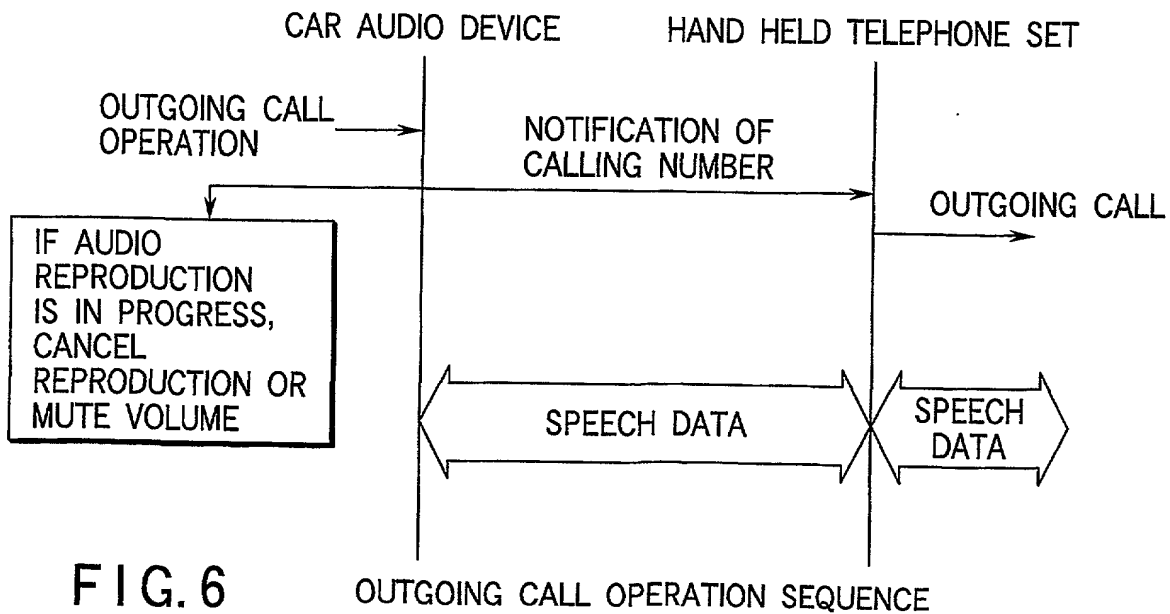 CAR AUDIO DEVICE
HAND HELD TELEPHONE SET
OUTGOING CALL
OPERATION
NOTIFICATION OF
CALLING NUMBER
OUTGOING CALL
IF AUDIO
REPRODUCTION
IS IN PROGRESS,
CANCEL
REPRODUCTION OR
MUTE VOLUME
SPEECH DATA
SPEECH
DATA
FIG. 6
OUTGOING CALL OPERATION SEQUENCE